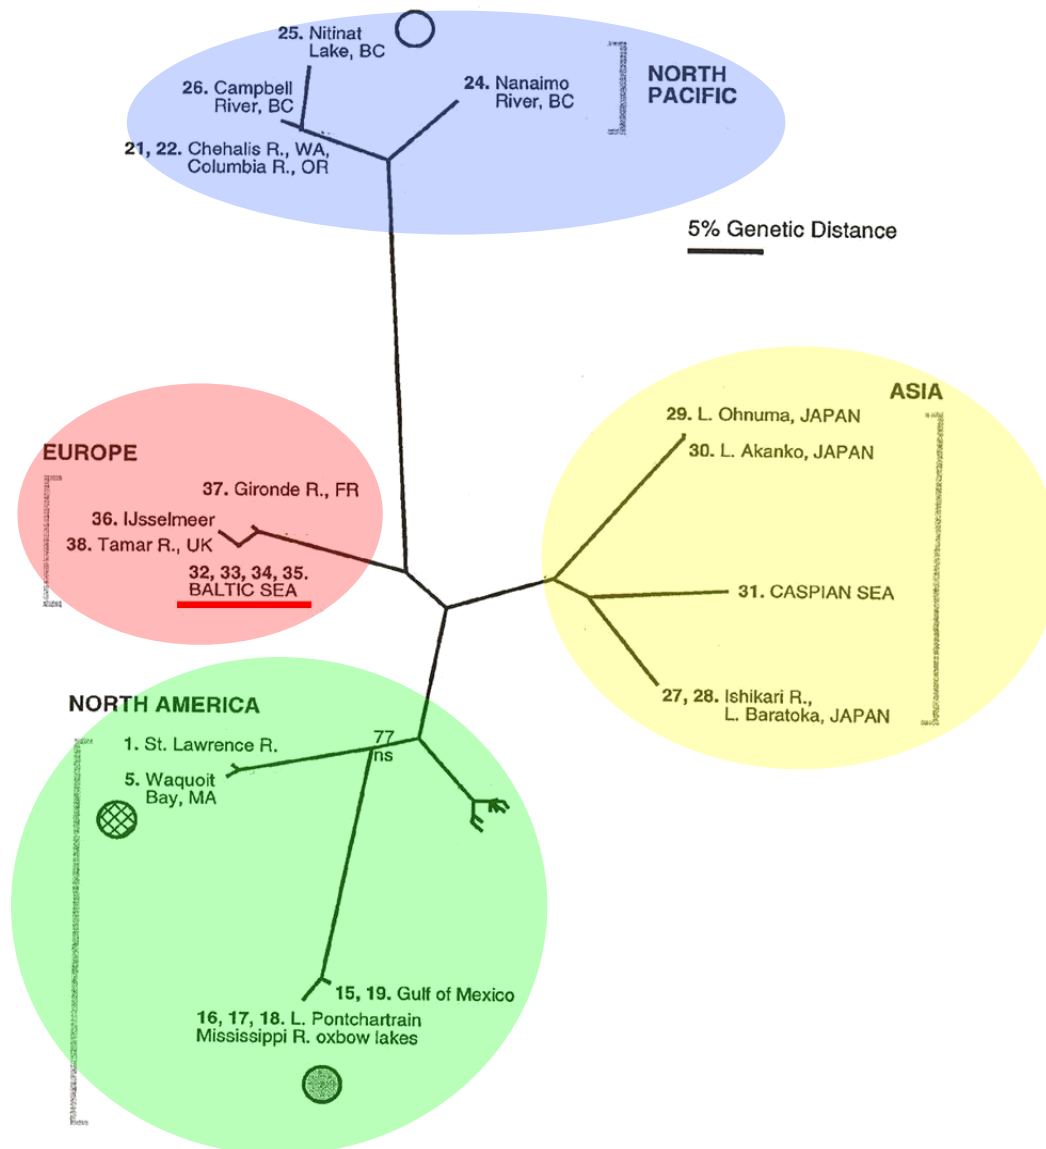 25. Nitinat
Lake, BC
26. Campbell
River, BC
24. Nanaimo
River, BC
NORTH
PACIFIC
21, 22. Chehalis R., WA,
Columbia R., OR
5% Genetic Distance
ASIA
29. L. Ohnuma, JAPAN
30. L. Akanko, JAPAN
EUROPE
37. Gironde R., FR
36. IJsselmeer
38. Tamar R., UK
32, 33, 34, 35.
BALTIC SEA
31. CASPIAN SEA
27, 28. Ishikari R.,
L. Baratoka, JAPAN
NORTH AMERICA
1. St. Lawrence R.
77
ns
5. Waquoit
Bay, MA
15, 19. Gulf of Mexico
16, 17, 18. L. Pontchartrain
Mississippi R. oxbow lakes